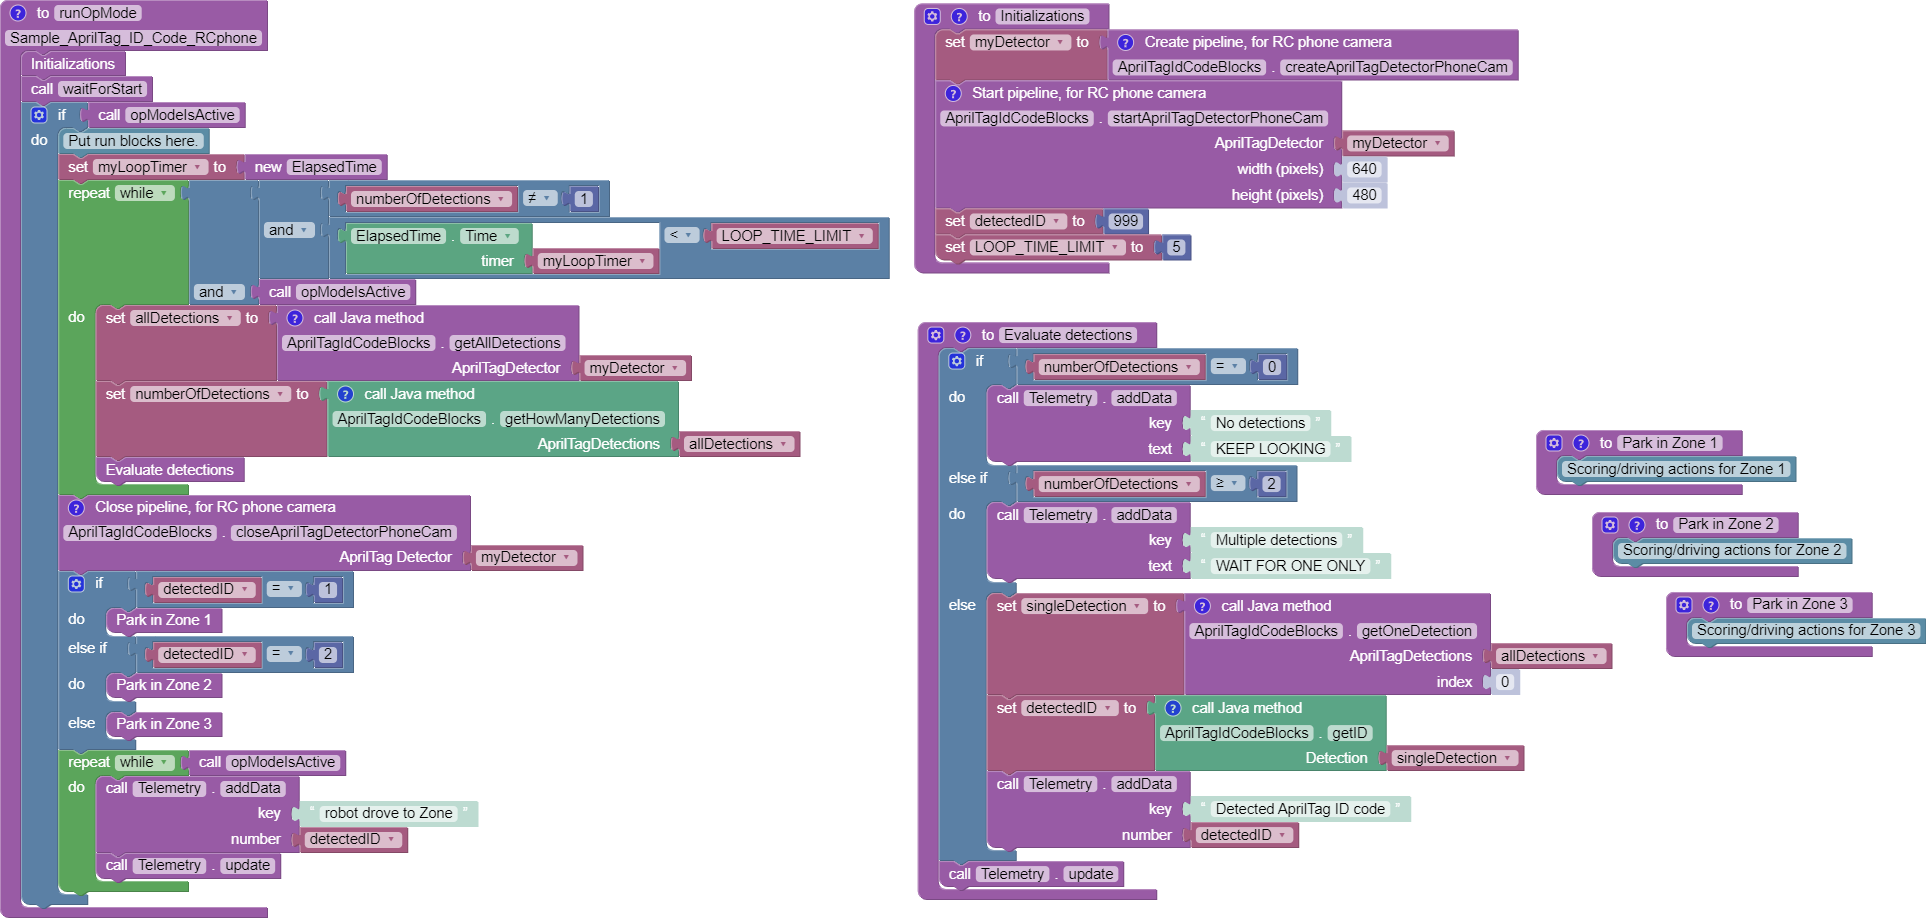 to runOpMode
Sample_AprilTag_ID_Code_RCphone
Initializations
call waitForStart
if call opModeIsActive
do Put run blocks here.
set myLoopTimer to new ElapsedTime
repeat while
numberOfDetections ≠ 1
and
ElapsedTime . Time < LOOP_TIME_LIMIT
timer myLoopTimer
and call opModeIsActive
do set allDetections to ? call Java method
AprilTagIdCodeBlocks . getAllDetections
AprilTagDetector myDetector
set numberOfDetections to ? call Java method
AprilTagIdCodeBlocks . getHowManyDetections
AprilTagDetections allDetections
Evaluate detections
? Close pipeline, for RC phone camera
AprilTagIdCodeBlocks . closeAprilTagDetectorPhoneCam
AprilTag Detector myDetector
if detectedID = 1
do Park in Zone 1
else if detectedID = 2
do Park in Zone 2
else Park in Zone 3
repeat while call opModeIsActive
do call Telemetry . addData
key " robot drove to Zone "
number detectedID
call Telemetry . update
? to Initializations
set myDetector to ? Create pipeline, for RC phone camera
AprilTagIdCodeBlocks . createAprilTagDetectorPhoneCam
? Start pipeline, for RC phone camera
AprilTagIdCodeBlocks . startAprilTagDetectorPhoneCam
AprilTagDetector myDetector
width (pixels) 640
height (pixels) 480
set detectedID to 999
set LOOP_TIME_LIMIT to 5
? to Evaluate detections
if numberOfDetections = 0
do call Telemetry . addData
key " No detections "
text " KEEP LOOKING "
else if numberOfDetections ≥ 2
do call Telemetry . addData
key " Multiple detections "
text " WAIT FOR ONE ONLY "
else set singleDetection to ? call Java method
AprilTagIdCodeBlocks . getOneDetection
AprilTagDetections allDetections
index 0
set detectedID to ? call Java method
AprilTagIdCodeBlocks . getID
Detection singleDetection
call Telemetry . addData
key " Detected AprilTag ID code "
number detectedID
call Telemetry . update
? to Park in Zone 1
Scoring/driving actions for Zone 1
? to Park in Zone 2
Scoring/driving actions for Zone 2
? to Park in Zone 3
Scoring/driving actions for Zone 3